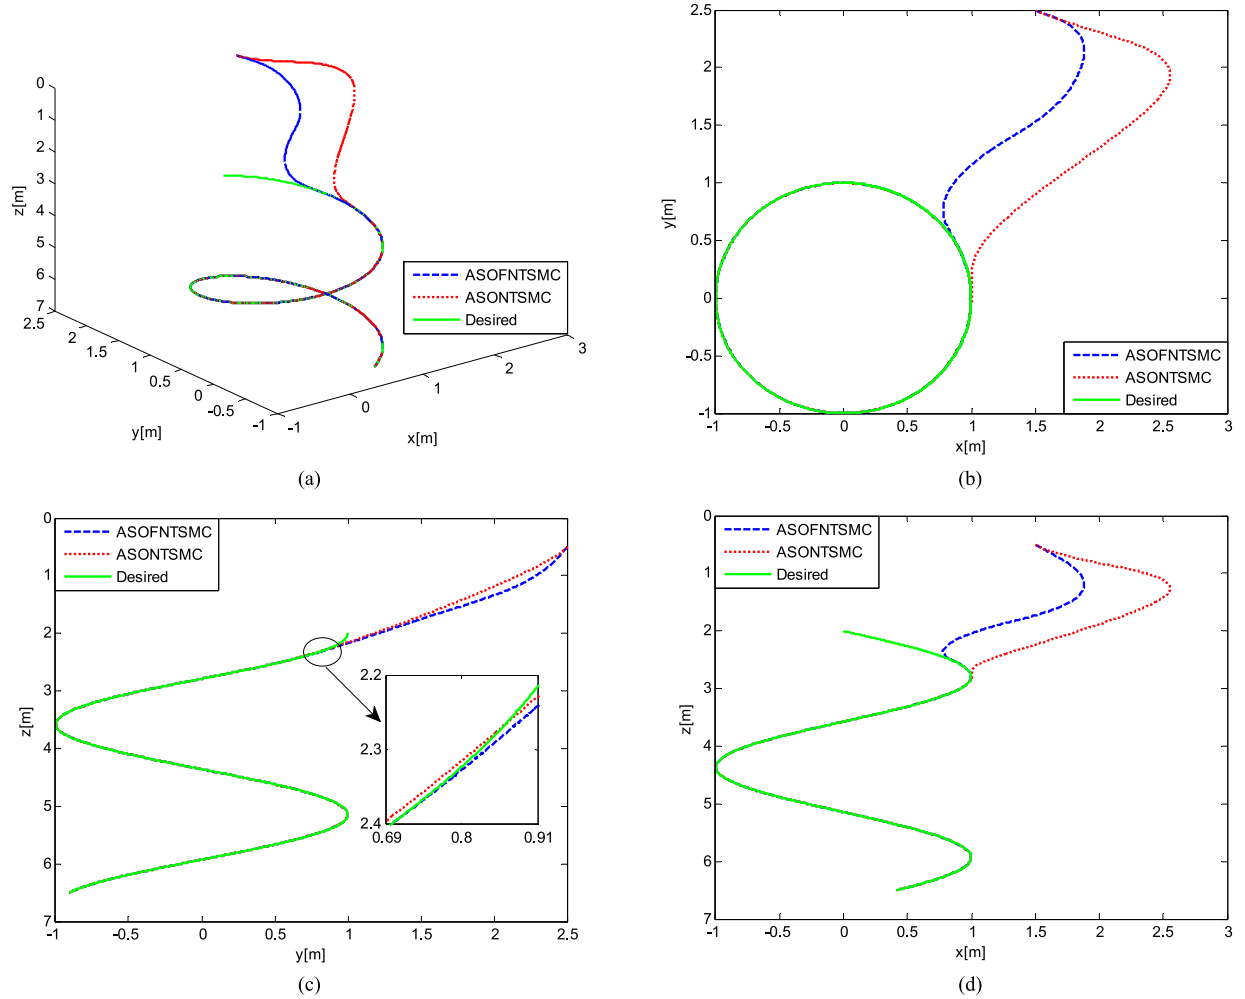 (a)
0
1
2
3
4
5
6
7
z[m]
2.5
2
1.5
1
0.5
0
-0.5
-1
y[m]
-1
0
1
2
3
x[m]
ASOFNTSMC
ASONTSMC
Desired
(a)
2.5
2
1.5
1
0.5
0
-0.5
-1
y[m]
-1
-0.5
0
0.5
1
1.5
2
2.5
3
x[m]
ASOFNTSMC
ASONTSMC
Desired
(b)
ASOFNTSMC
ASONTSMC
Desired
0
1
2
3
4
5
6
7
z[m]
2.2
2.3
2.4
0.69
0.8
0.91
-1
-0.5
0
0.5
1
1.5
2
2.5
y[m]
(c)
ASOFNTSMC
ASONTSMC
Desired
0
1
2
3
4
5
6
7
z[m]
-1
-0.5
0
0.5
1
1.5
2
2.5
3
x[m]
(d)